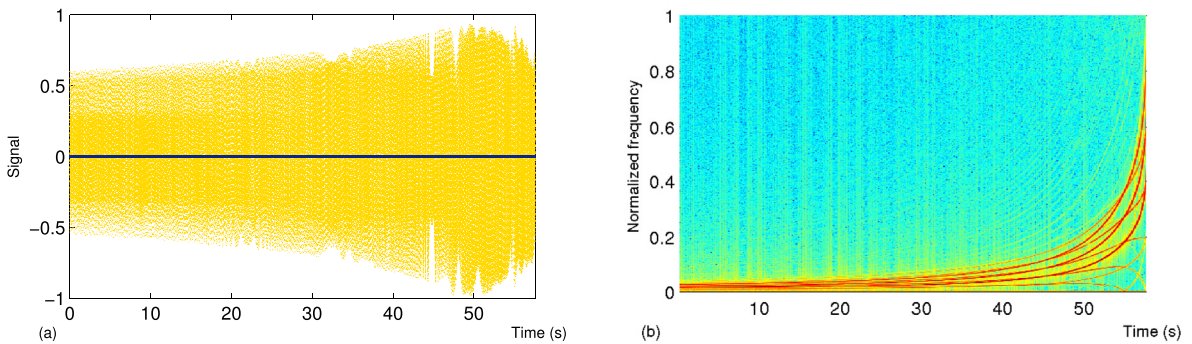 1
0.5
0
−0.5
−1
Signal
0 10 20 30 40 50
(a) Time (s)
1
0.8
0.6
0.4
0.2
0
Normalized frequency
10 20 30 40 50
(b) Time (s)